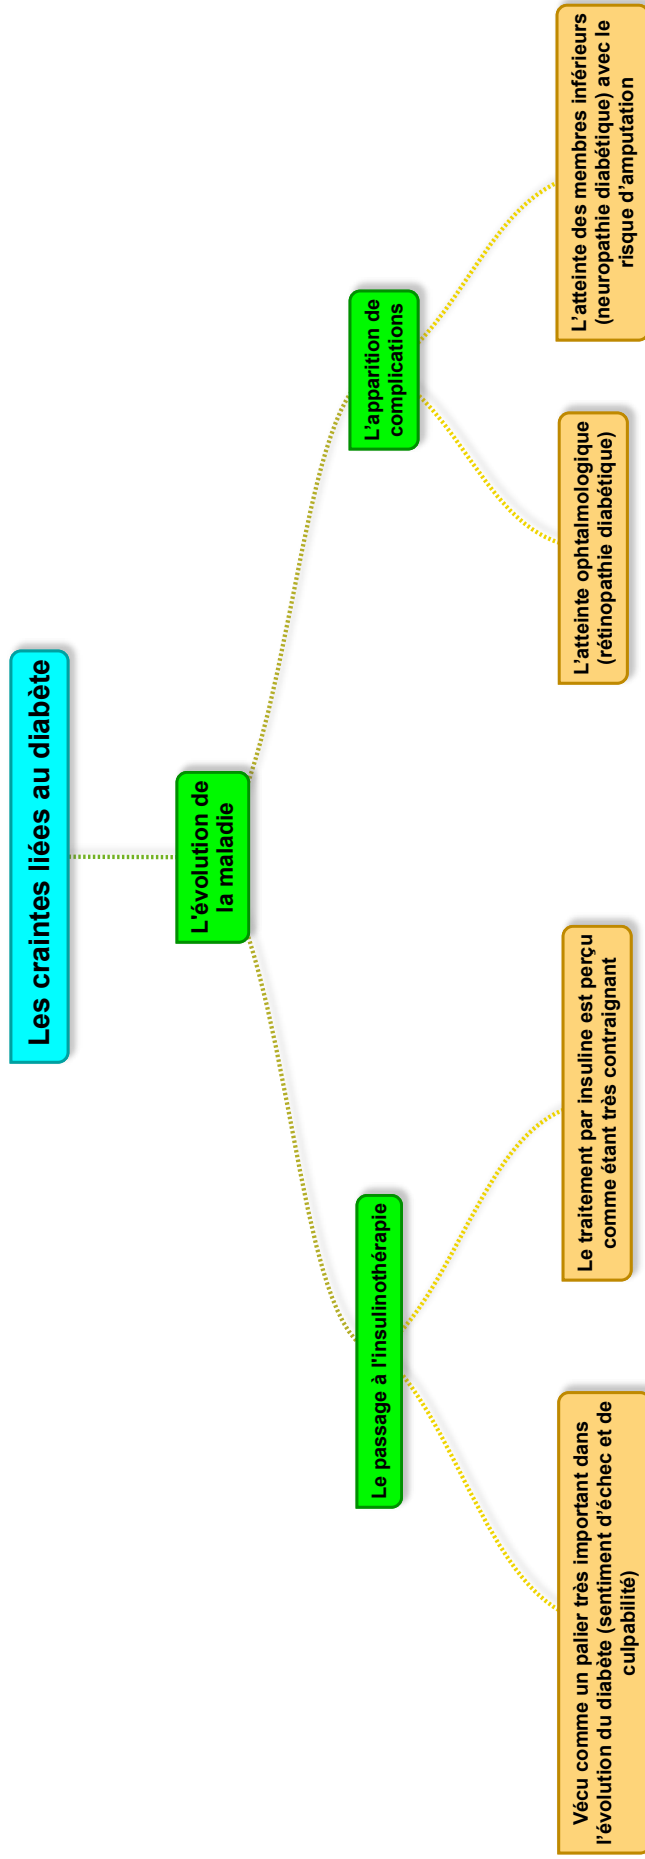 Les craintes liées au diabète
L'évolution de
la maladie
Le passage à l'insulinothérapie
L'apparition de
complications
Vécu comme un palier très important dans
l'évolution du diabète (sentiment d'échec et de
culpabilité)
Le traitement par insuline est perçu
comme étant très contraignant
L'atteinte ophtalmologique
(rétinopathie diabétique)
L'atteinte des membres inférieurs
(neuropathie diabétique) avec le
risque d'amputation